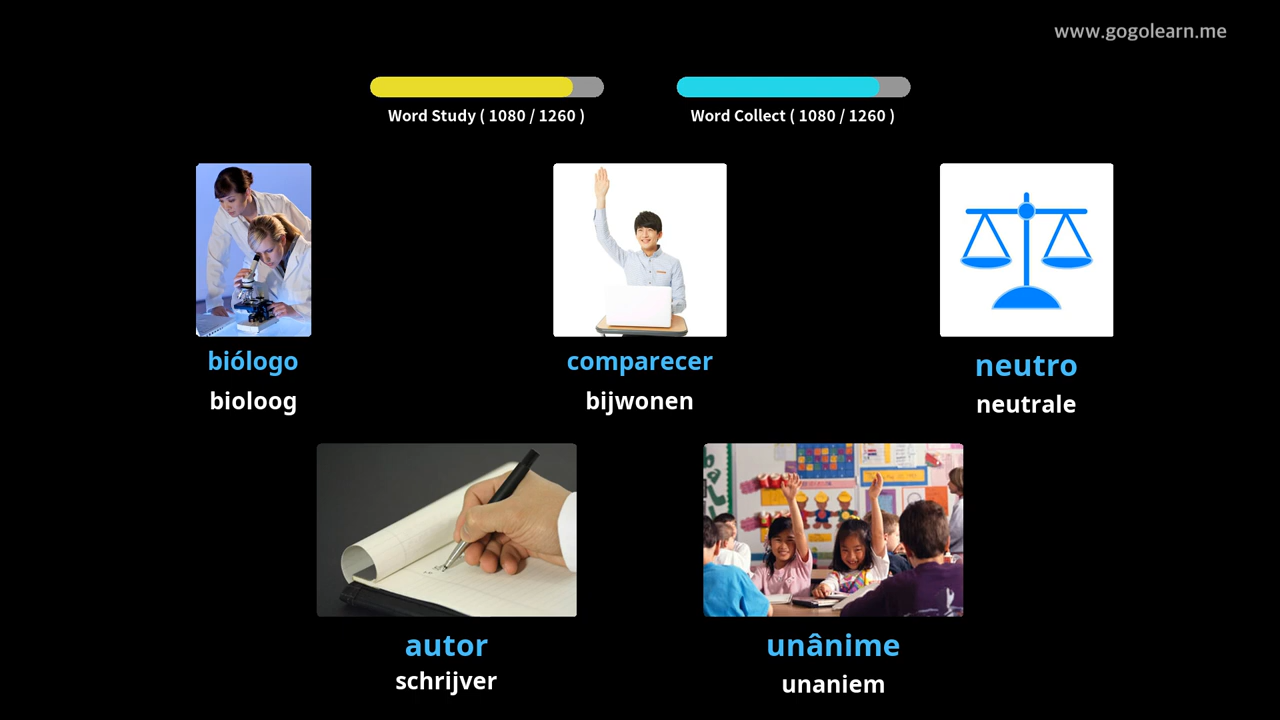 www.gogolearn.me
Word Study ( 1080 / 1260 )
Word Collect ( 1080 / 1260 )
biólogo
bioloog
comparecer
bijwonen
neutro
neutrale
autor
schrijver
unânime
unaniem